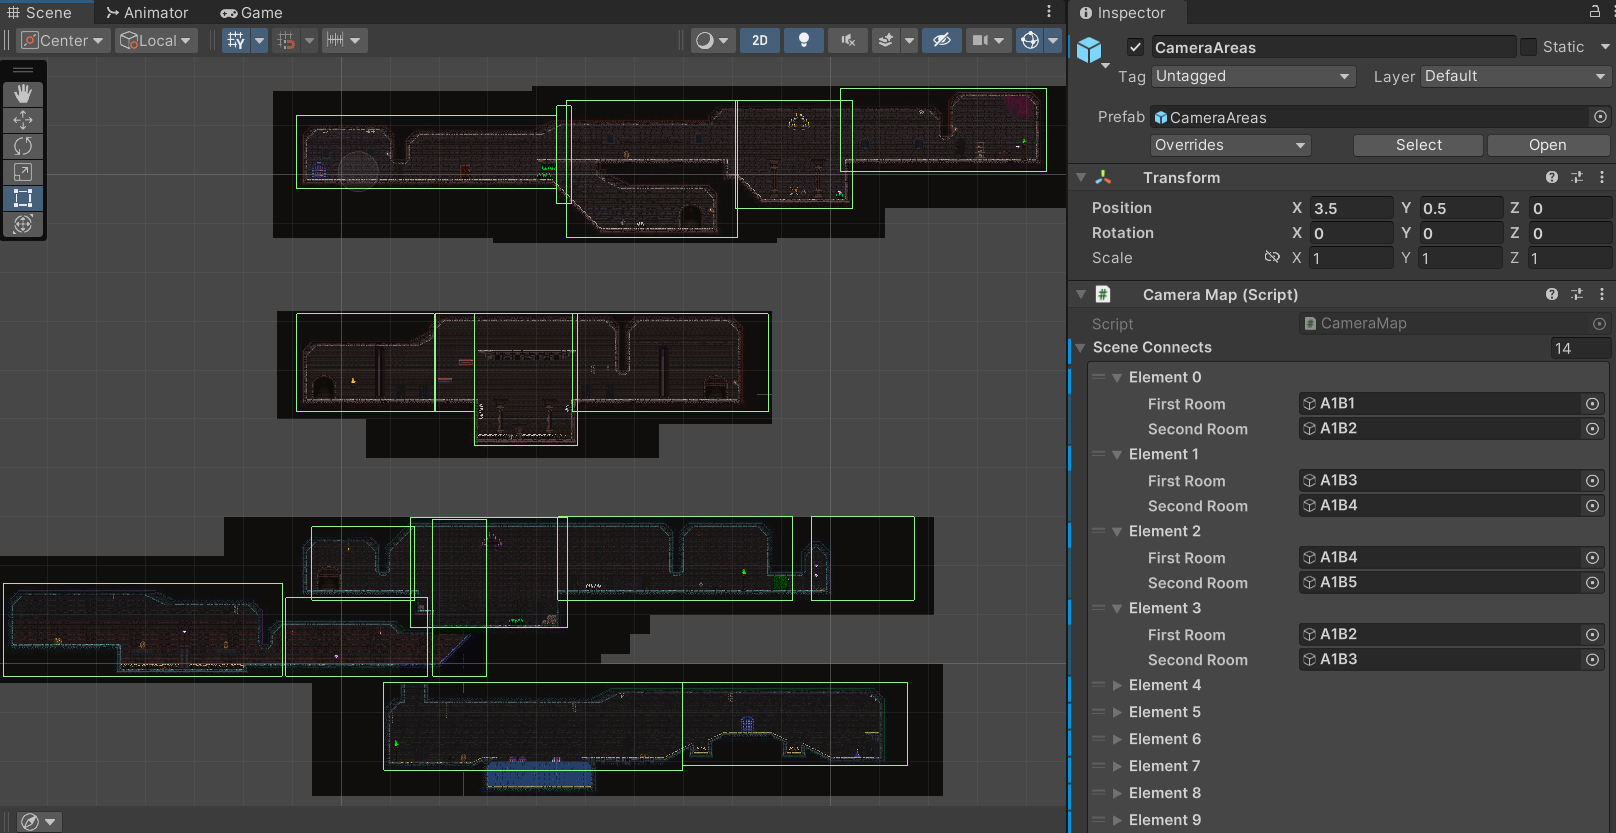 Scene
Animator
Game
Inspector
Center
Local
2D
CameraAreas
Static
Tag
Untagged
Layer
Default
Prefab
CameraAreas
Overrides
Select
Open
Transform
Position
X
3.5
Y
0.5
Z
0
Rotation
X
0
Y
0
Z
0
Scale
X
1
Y
1
Z
1
#
Camera Map (Script)
Script
CameraMap
Scene Connects
14
Element 0
First Room
A1B1
Second Room
A1B2
Element 1
First Room
A1B3
Second Room
A1B4
Element 2
First Room
A1B4
Second Room
A1B5
Element 3
First Room
A1B2
Second Room
A1B3
Element 4
Element 5
Element 6
Element 7
Element 8
Element 9